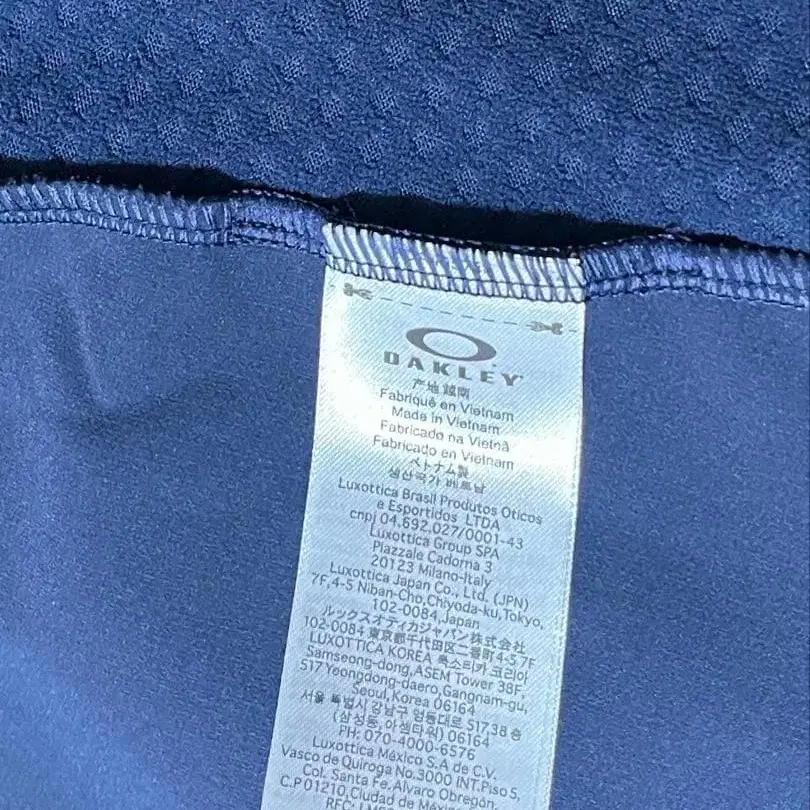 OAKLEY
产地 越南
Fabriqué en Vietnam
Made in Vietnam
Fabricado na Vietnã
Fabricado en Vietnam
ベトナム製
생산국가 베트남
Luxottica Brasil Produtos Oticos
e Esportidos LTDA
cnpj 04.692.027/0001-43
Luxottica Group SPA
Piazzale Cadorna 3
20123 Milano-Italy
Luxottica Japan Co., Ltd. (JPN)
7F,4-5 Niban-Cho,Chiyoda-ku,Tokyo,
102-0084,Japan
ルックスオティカジャパン株式会社
102-0084 東京都千代田区二番町4-5 7F
LUXOTTICA KOREA 룩소티카 코리아
Samseong-dong,ASEM Tower 38F,
517 Yeongdong-daero,Gangnam-gu,
Seoul,Korea 06164
서울 특별시 강남구 영동대로 517,38 층
(삼성동,아셈타워) 06164
PH: 070-4000-6576
Luxottica México S.A de C.V.
Vasco de Quiroga No.3000 INT.Piso 5,
Col. Santa Fe.Alvaro Obregón,
C.P 01210,Ciudad de México